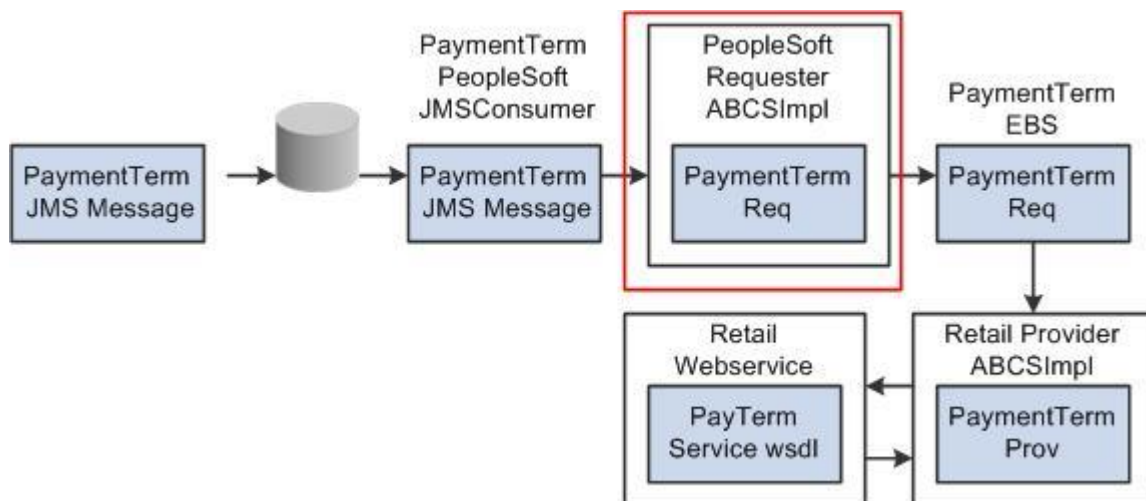 PaymentTerm
JMS Message
PaymentTerm
PeopleSoft
JMSConsumer
PaymentTerm
JMS Message
PeopleSoft
Requester
ABCSImpl
PaymentTerm
Req
PaymentTerm
EBS
PaymentTerm
Req
Retail
Webservice
PayTerm
Service wsdl
Retail Provider
ABCSImpl
PaymentTerm
Prov